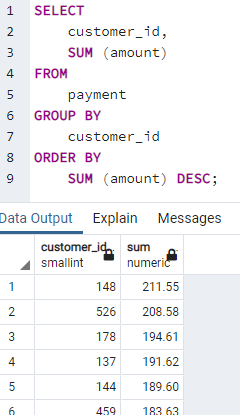 1 SELECT
2 customer_id,
3 SUM (amount)
4 FROM
5 payment
6 GROUP BY
7 customer_id
8 ORDER BY
9 SUM (amount) DESC;
Data Output Explain Messages
customer_id sum
smallint numeric
1 148 211.55
2 526 208.58
3 178 194.61
4 137 191.62
5 144 189.60
6 459 183.63